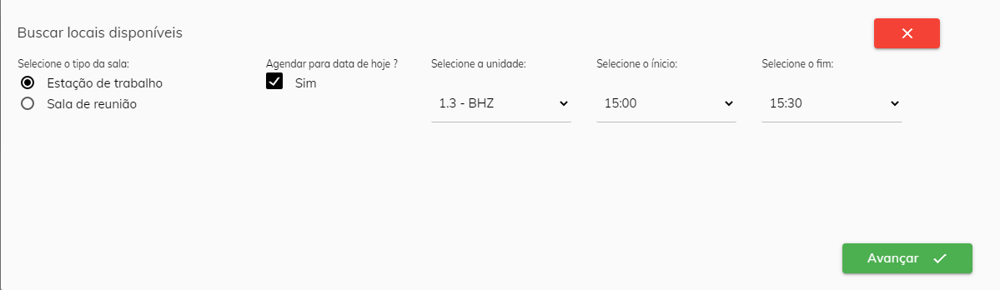 Buscar locais disponíveis
Selecione o tipo da sala:
Estação de trabalho
Sala de reunião
Agendar para data de hoje ?
Sim
Selecione a unidade:
1.3 - BHZ
Selecione o ínicio:
15:00
Selecione o fim:
15:30
Avançar